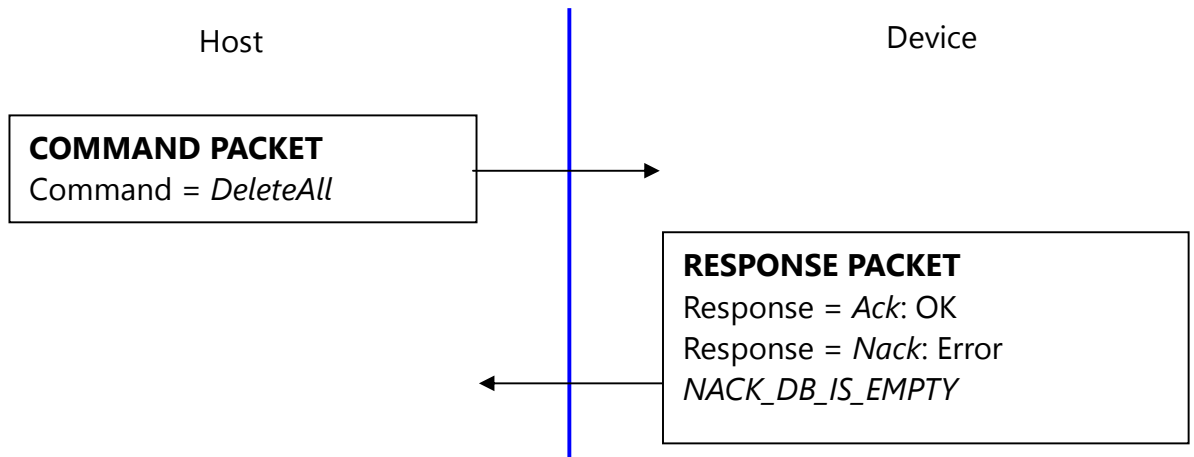 Host
Device
COMMAND PACKET
Command = DeleteAll
RESPONSE PACKET
Response = Ack: OK
Response = Nack: Error
NACK_DB_IS_EMPTY